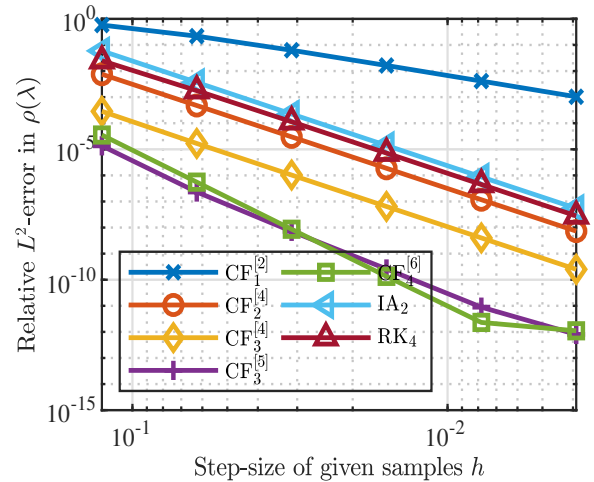 10^0
10^-5
10^-10
10^-15
Relative L^2-error in ρ(λ)
CF_1^[2]
CF_2^[4]
CF_3^[4]
CF_3^[5]
CF_4^[6]
IA_2
RK_4
10^-1
10^-2
Step-size of given samples h